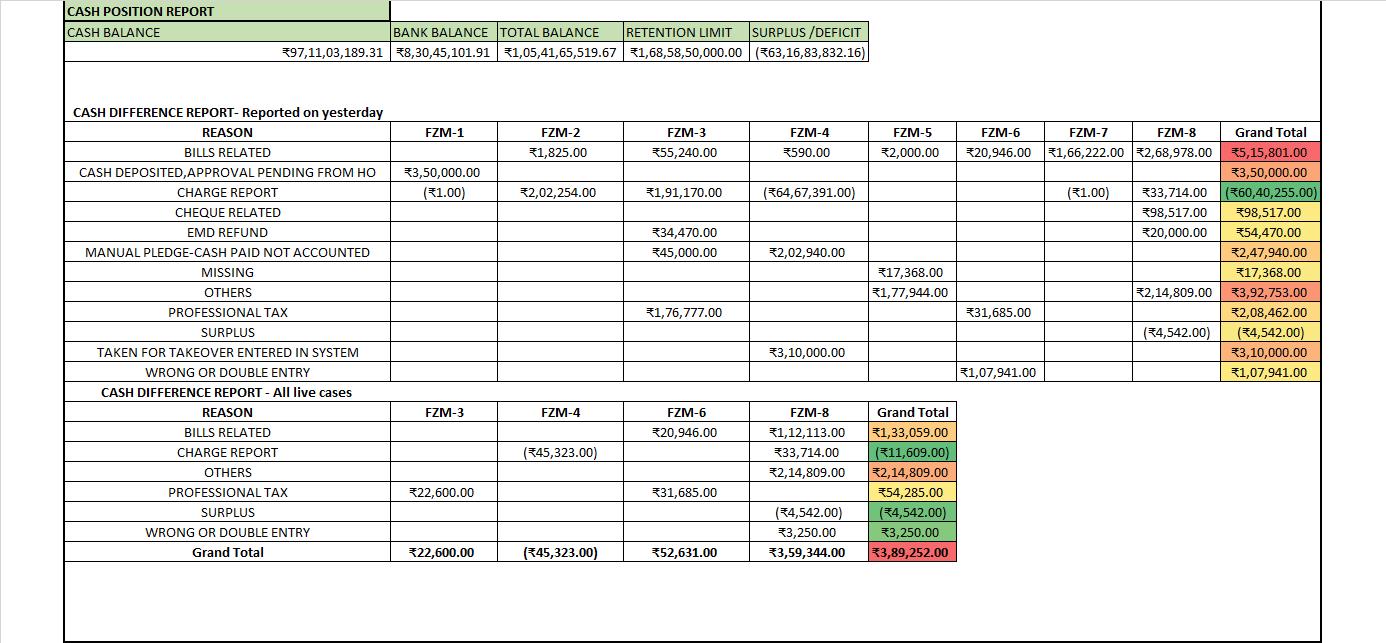 CASH POSITION REPORT
CASH BALANCE BANK BALANCE TOTAL BALANCE RETENTION LIMIT SURPLUS /DEFICIT
₹97,11,03,189.31 ₹8,30,45,101.91 ₹1,05,41,65,519.67 ₹1,68,58,50,000.00 (₹63,16,83,832.16)
CASH DIFFERENCE REPORT- Reported on yesterday
REASON FZM-1 FZM-2 FZM-3 FZM-4 FZM-5 FZM-6 FZM-7 FZM-8 Grand Total
BILLS RELATED ₹1,825.00 ₹55,240.00 ₹590.00 ₹2,000.00 ₹20,946.00 ₹1,66,222.00 ₹2,68,978.00 ₹5,15,801.00
CASH DEPOSITED,APPROVAL PENDING FROM HO ₹3,50,000.00 ₹3,50,000.00
CHARGE REPORT (₹1.00) ₹2,02,254.00 ₹1,91,170.00 (₹64,67,391.00) (₹1.00) ₹33,714.00 (₹60,40,255.00)
CHEQUE RELATED ₹98,517.00 ₹98,517.00
EMD REFUND ₹34,470.00 ₹20,000.00 ₹54,470.00
MANUAL PLEDGE-CASH PAID NOT ACCOUNTED ₹45,000.00 ₹2,02,940.00 ₹2,47,940.00
MISSING ₹17,368.00 ₹17,368.00
OTHERS ₹1,77,944.00 ₹2,14,809.00 ₹3,92,753.00
PROFESSIONAL TAX ₹1,76,777.00 ₹31,685.00 ₹2,08,462.00
SURPLUS (₹4,542.00) (₹4,542.00)
TAKEN FOR TAKEOVER ENTERED IN SYSTEM ₹3,10,000.00 ₹3,10,000.00
WRONG OR DOUBLE ENTRY ₹1,07,941.00 ₹1,07,941.00
CASH DIFFERENCE REPORT - All live cases
REASON FZM-3 FZM-4 FZM-6 FZM-8 Grand Total
BILLS RELATED ₹20,946.00 ₹1,12,113.00 ₹1,33,059.00
CHARGE REPORT (₹45,323.00) ₹33,714.00 (₹11,609.00)
OTHERS ₹2,14,809.00 ₹2,14,809.00
PROFESSIONAL TAX ₹22,600.00 ₹31,685.00 ₹54,285.00
SURPLUS (₹4,542.00) (₹4,542.00)
WRONG OR DOUBLE ENTRY ₹3,250.00 ₹3,250.00
Grand Total ₹22,600.00 (₹45,323.00) ₹52,631.00 ₹3,59,344.00 ₹3,89,252.00